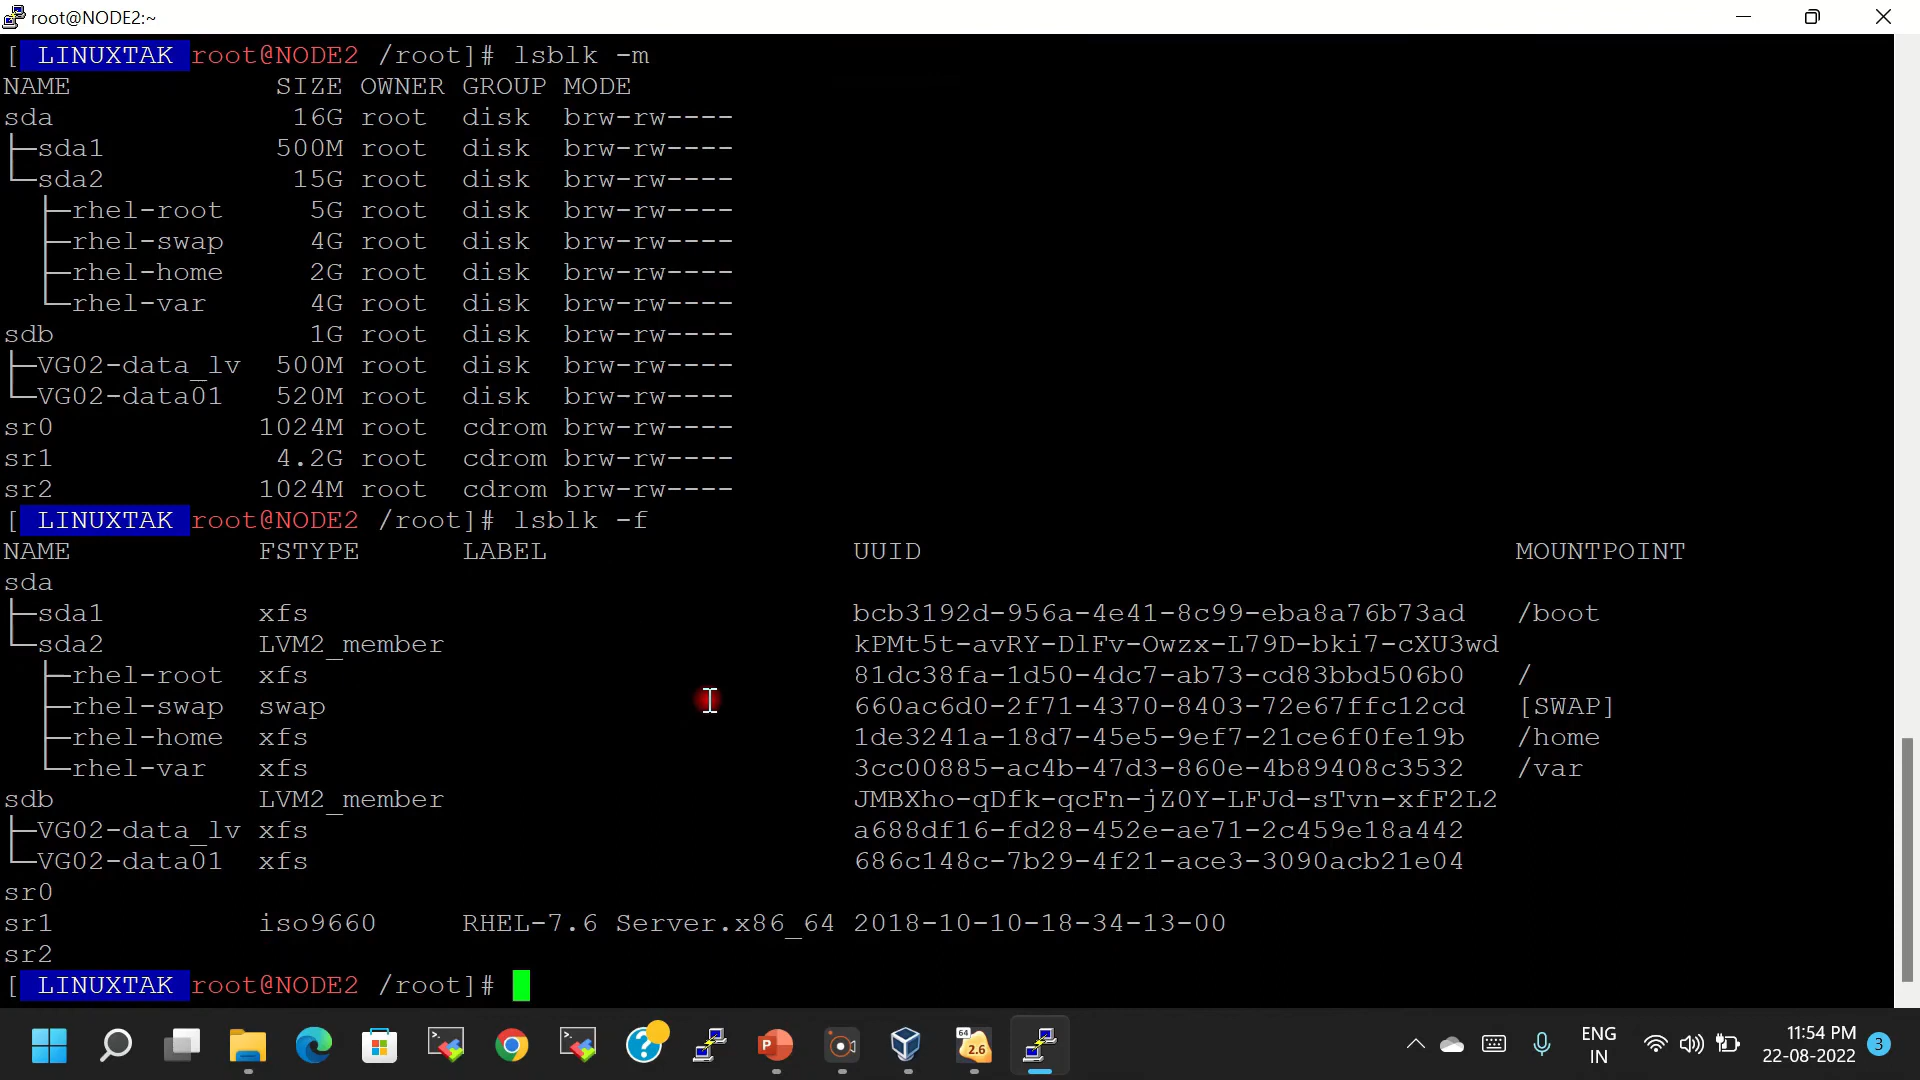 root@NODE2:~
[ LINUXTAK root@NODE2 /root]# lsblk -m
NAME            SIZE OWNER GROUP MODE
sda              16G root  disk  brw-rw----
├─sda1          500M root  disk  brw-rw----
└─sda2           15G root  disk  brw-rw----
  ├─rhel-root     5G root  disk  brw-rw----
  ├─rhel-swap     4G root  disk  brw-rw----
  ├─rhel-home     2G root  disk  brw-rw----
  └─rhel-var      4G root  disk  brw-rw----
sdb               1G root  disk  brw-rw----
├─VG02-data_lv  500M root  disk  brw-rw----
└─VG02-data01   520M root  disk  brw-rw----
sr0            1024M root  cdrom brw-rw----
sr1             4.2G root  cdrom brw-rw----
sr2            1024M root  cdrom brw-rw----
[ LINUXTAK root@NODE2 /root]# lsblk -f
NAME           FSTYPE      LABEL                  UUID                                   MOUNTPOINT
sda
├─sda1         xfs                                bcb3192d-956a-4e41-8c99-eba8a76b73ad   /boot
└─sda2         LVM2_member                        kPMt5t-avRY-DlFv-Owzx-L79D-bki7-cXU3wd
  ├─rhel-root  xfs                                81dc38fa-1d50-4dc7-ab73-cd83bbd506b0   /
  ├─rhel-swap  swap                               660ac6d0-2f71-4370-8403-72e67ffc12cd   [SWAP]
  ├─rhel-home  xfs                                1de3241a-18d7-45e5-9ef7-21ce6f0fe19b   /home
  └─rhel-var   xfs                                3cc00885-ac4b-47d3-860e-4b89408c3532   /var
sdb            LVM2_member                        JMBXho-qDfk-qcFn-jZ0Y-LFJd-sTvn-xfF2L2
├─VG02-data_lv xfs                                a688df16-fd28-452e-ae71-2c459e18a442
└─VG02-data01  xfs                                686c148c-7b29-4f21-ace3-3090acb21e04
sr0
sr1            iso9660     RHEL-7.6 Server.x86_64 2018-10-10-18-34-13-00
sr2
[ LINUXTAK root@NODE2 /root]#
64
2.6
ENG
IN
11:54 PM
22-08-2022
3